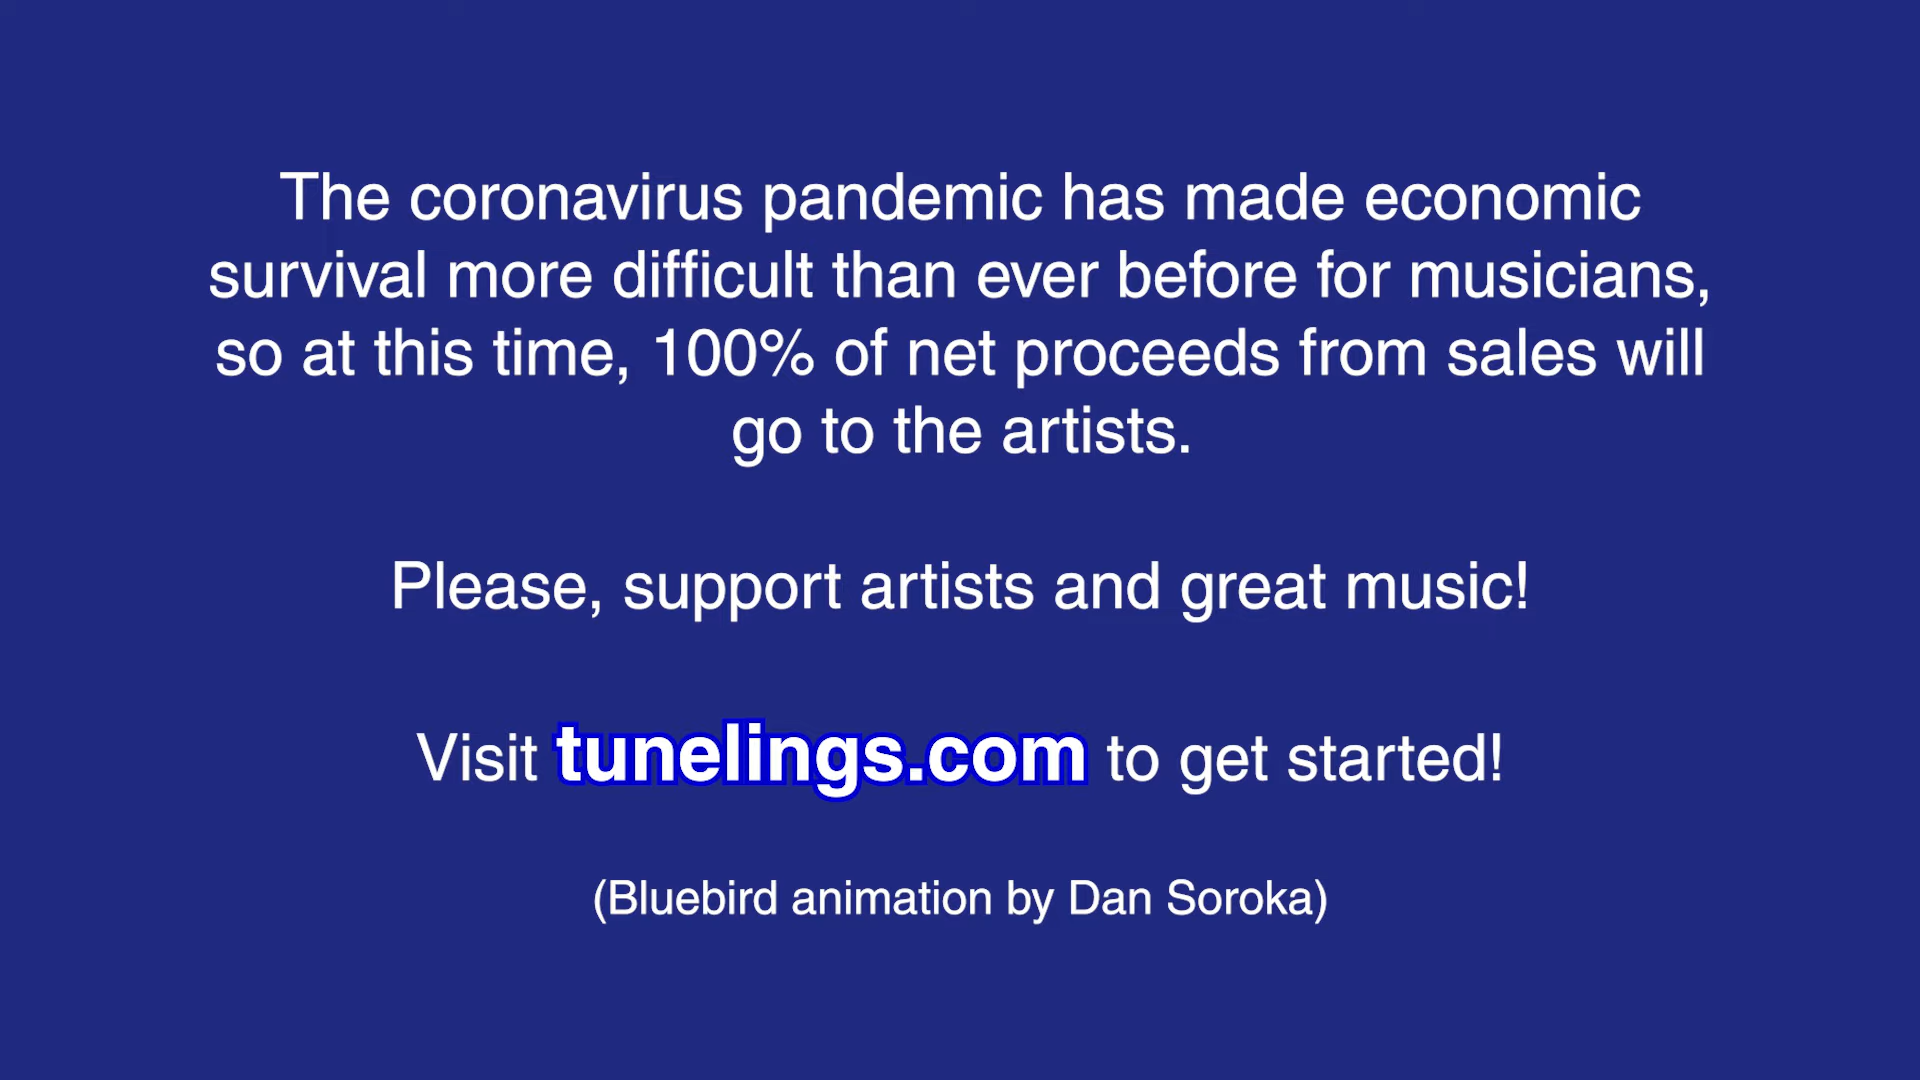 The coronavirus pandemic has made economic
survival more difficult than ever before for musicians,
so at this time, 100% of net proceeds from sales will
go to the artists.
Please, support artists and great music!
Visit tunelings.com to get started!
(Bluebird animation by Dan Soroka)